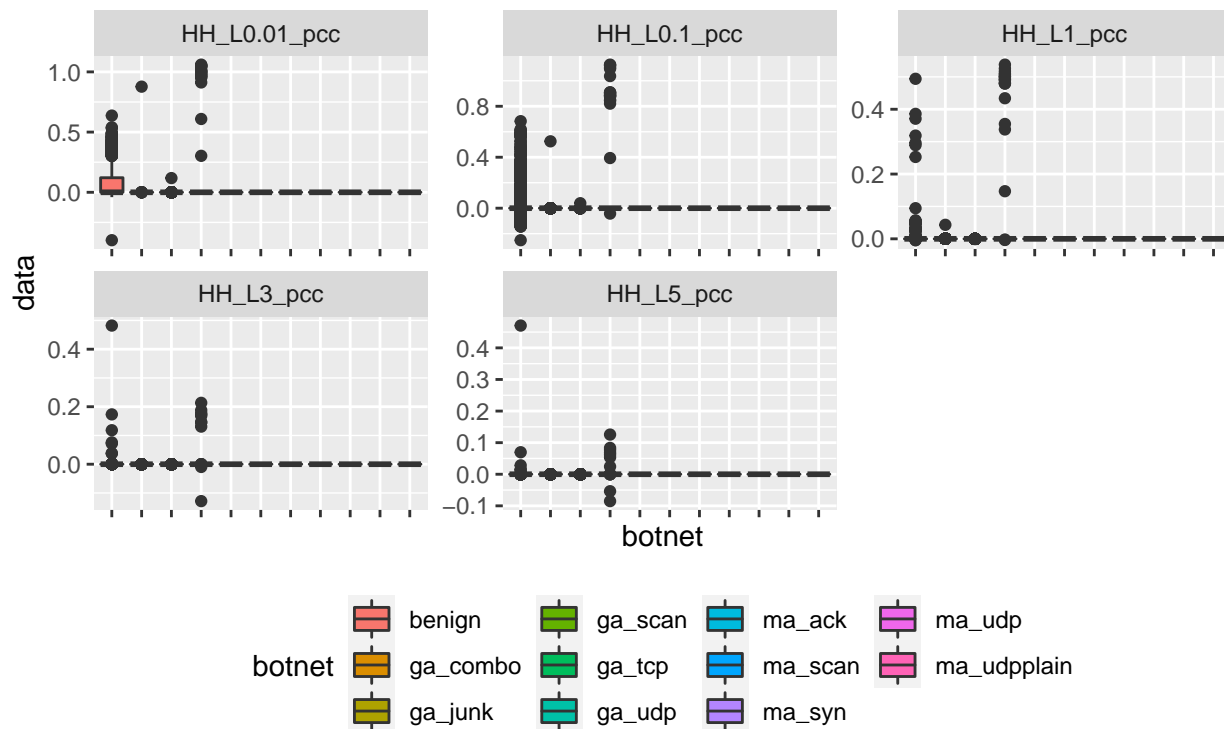 HH_L0.01_pcc
HH_L0.1_pcc
HH_L1_pcc
1.0
0.5
0.0
0.8
0.4
0.0
0.4
0.2
0.0
data
HH_L3_pcc
HH_L5_pcc
0.4
0.2
0.0
0.4
0.3
0.2
0.1
0.0
−0.1
botnet
botnet
benign
ga_combo
ga_junk
ga_scan
ga_tcp
ga_udp
ma_ack
ma_scan
ma_syn
ma_udp
ma_udpplain